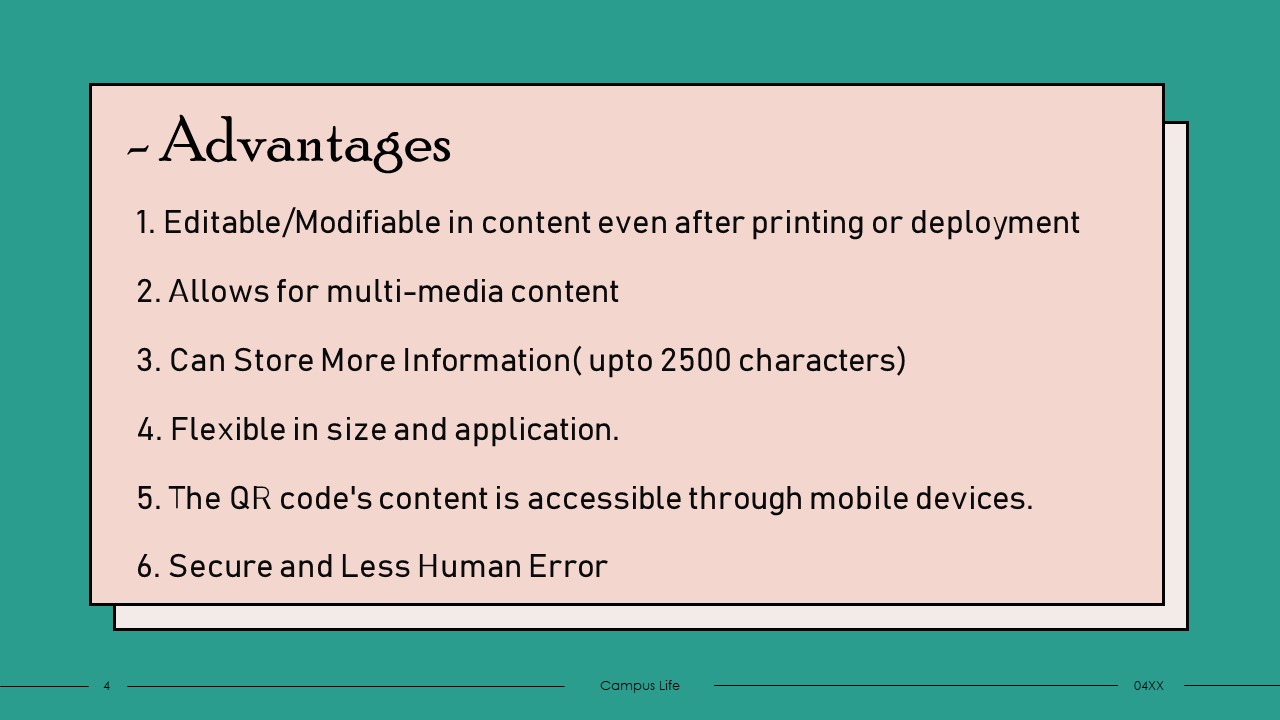 - Advantages
1. Editable/Modifiable in content even after printing or deployment
2. Allows for multi-media content
3. Can Store More Information( upto 2500 characters)
4. Flexible in size and application.
5. The QR code's content is accessible through mobile devices.
6. Secure and Less Human Error
4 Campus Life 04XX